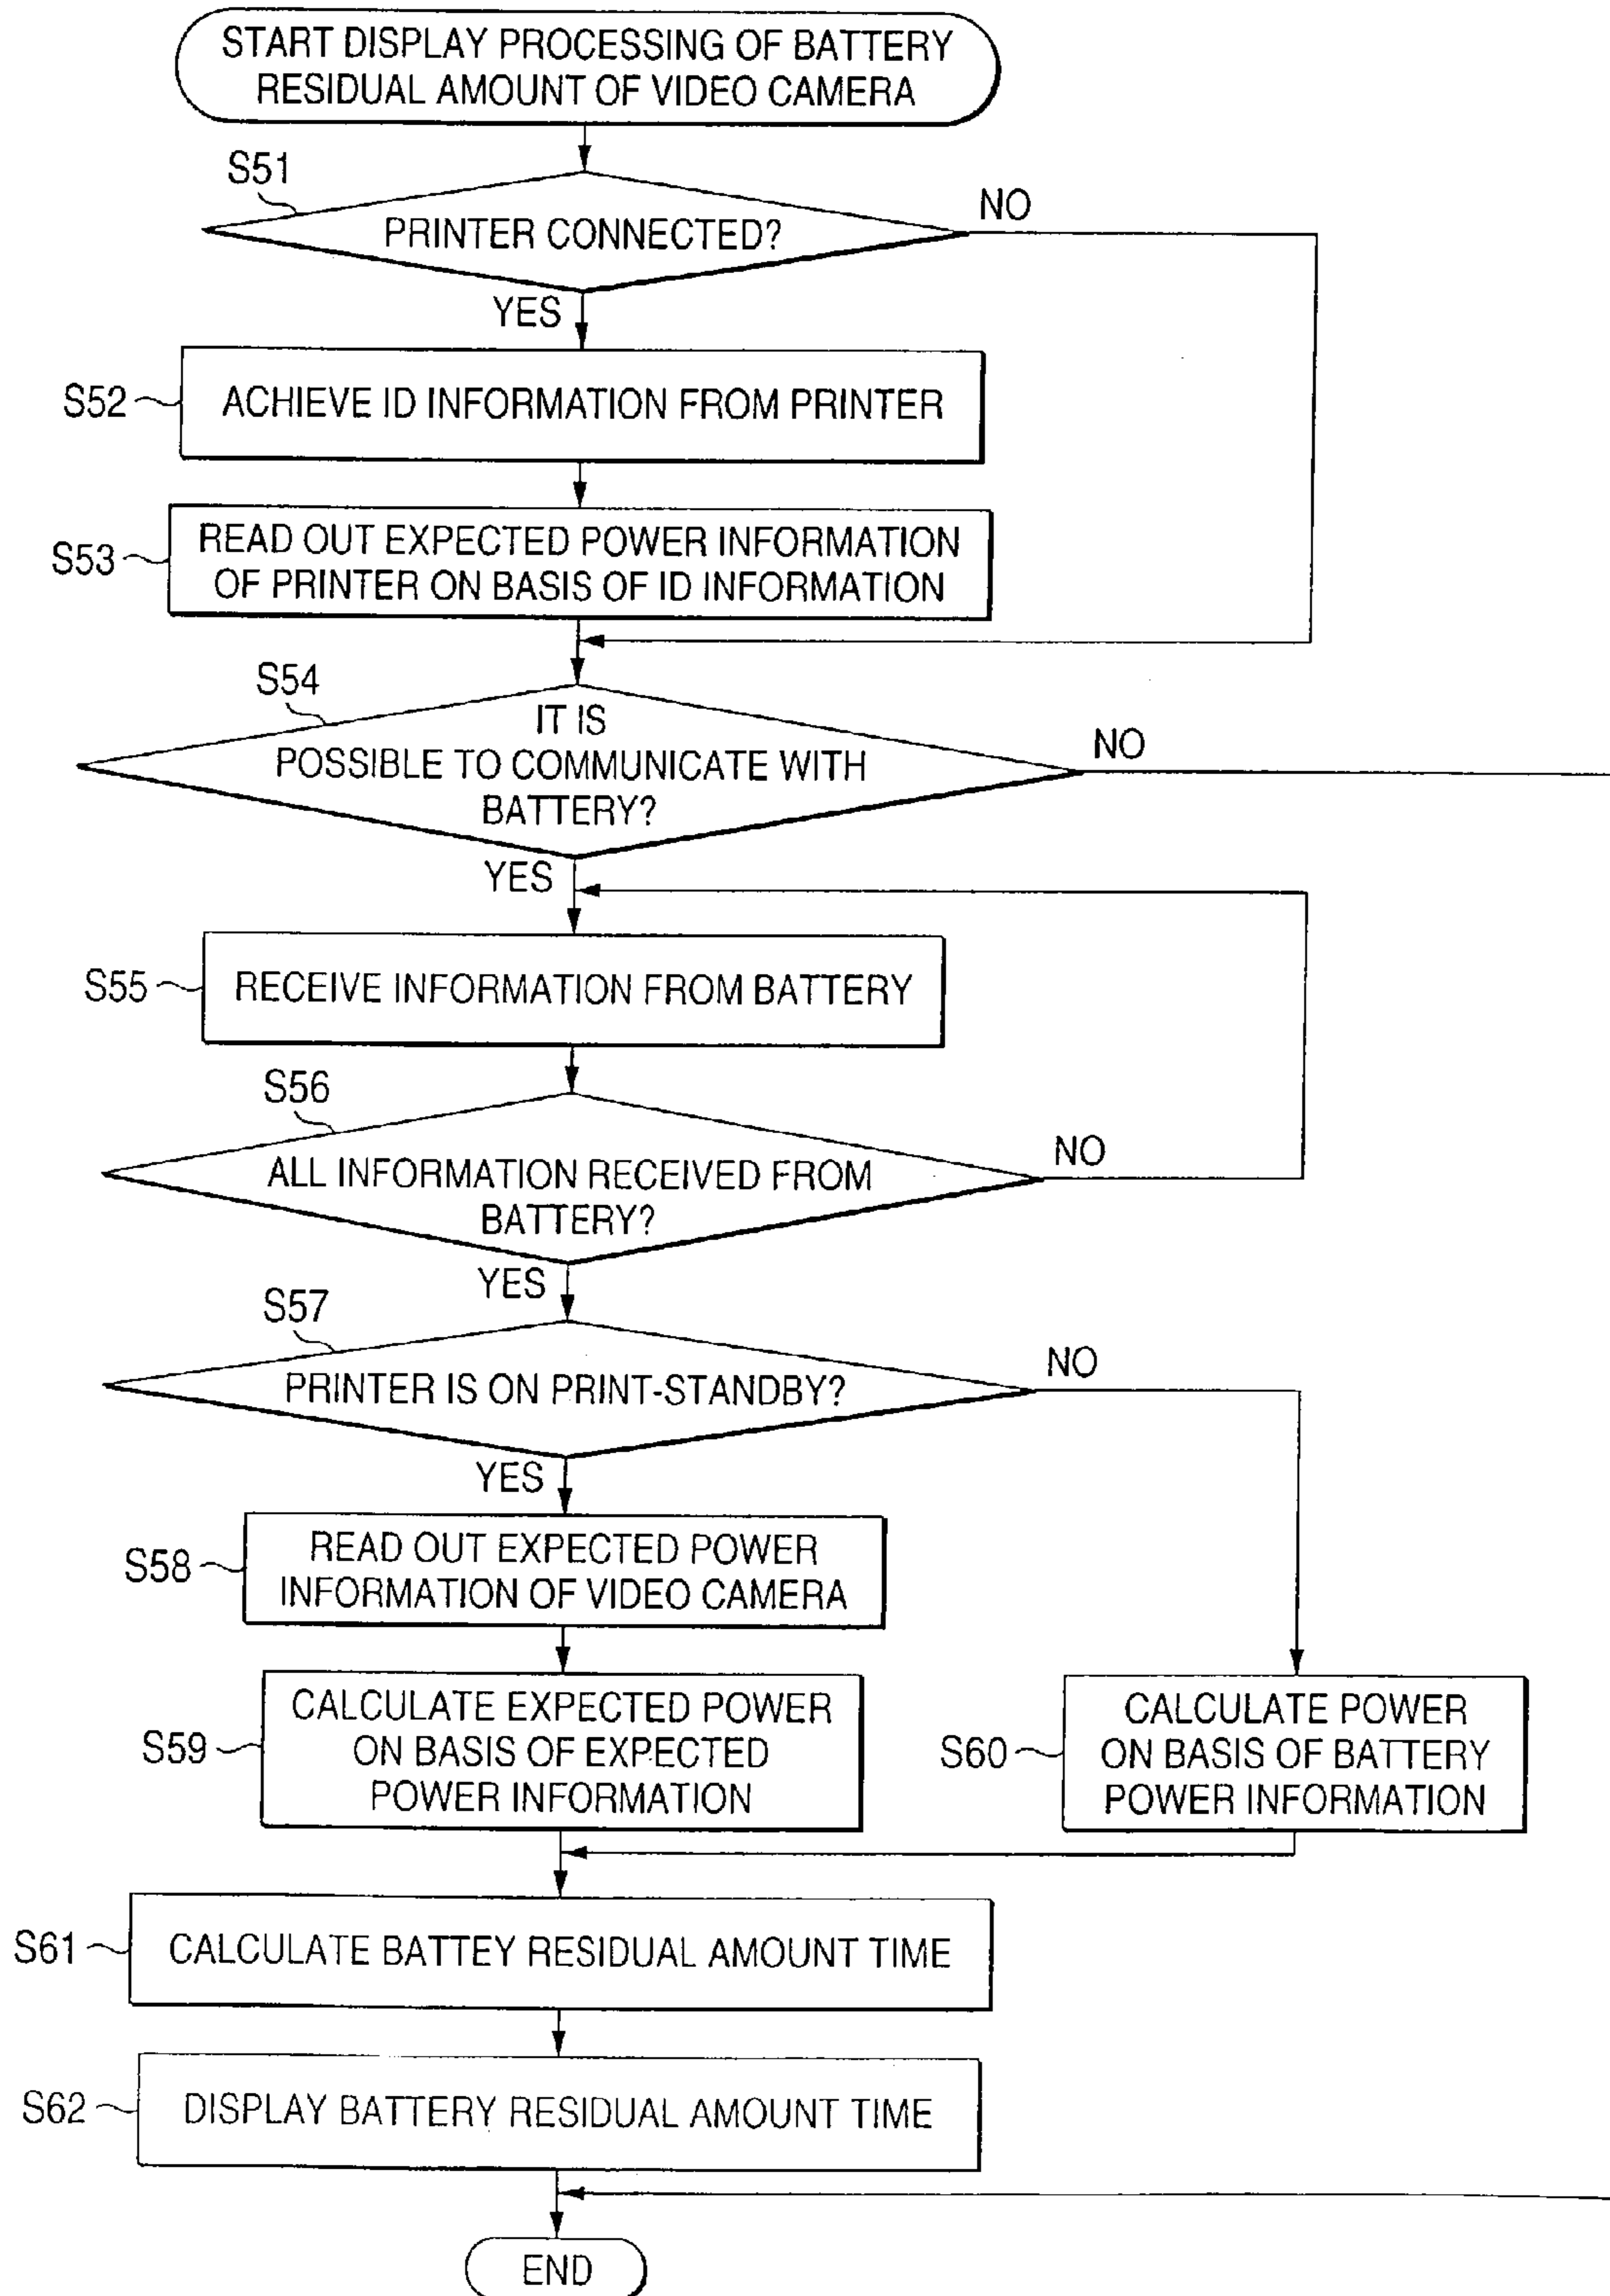 START DISPLAY PROCESSING OF BATTERY
RESIDUAL AMOUNT OF VIDEO CAMERA
S51
PRINTER CONNECTED?
NO
YES
S52
ACHIEVE ID INFORMATION FROM PRINTER
S53
READ OUT EXPECTED POWER INFORMATION
OF PRINTER ON BASIS OF ID INFORMATION
S54
IT IS
POSSIBLE TO COMMUNICATE WITH
BATTERY?
NO
YES
S55
RECEIVE INFORMATION FROM BATTERY
S56
ALL INFORMATION RECEIVED FROM
BATTERY?
NO
YES
S57
PRINTER IS ON PRINT-STANDBY?
NO
YES
S58
READ OUT EXPECTED POWER
INFORMATION OF VIDEO CAMERA
S59
CALCULATE EXPECTED POWER
ON BASIS OF EXPECTED
POWER INFORMATION
S60
CALCULATE POWER
ON BASIS OF BATTERY
POWER INFORMATION
S61
CALCULATE BATTEY RESIDUAL AMOUNT TIME
S62
DISPLAY BATTERY RESIDUAL AMOUNT TIME
END